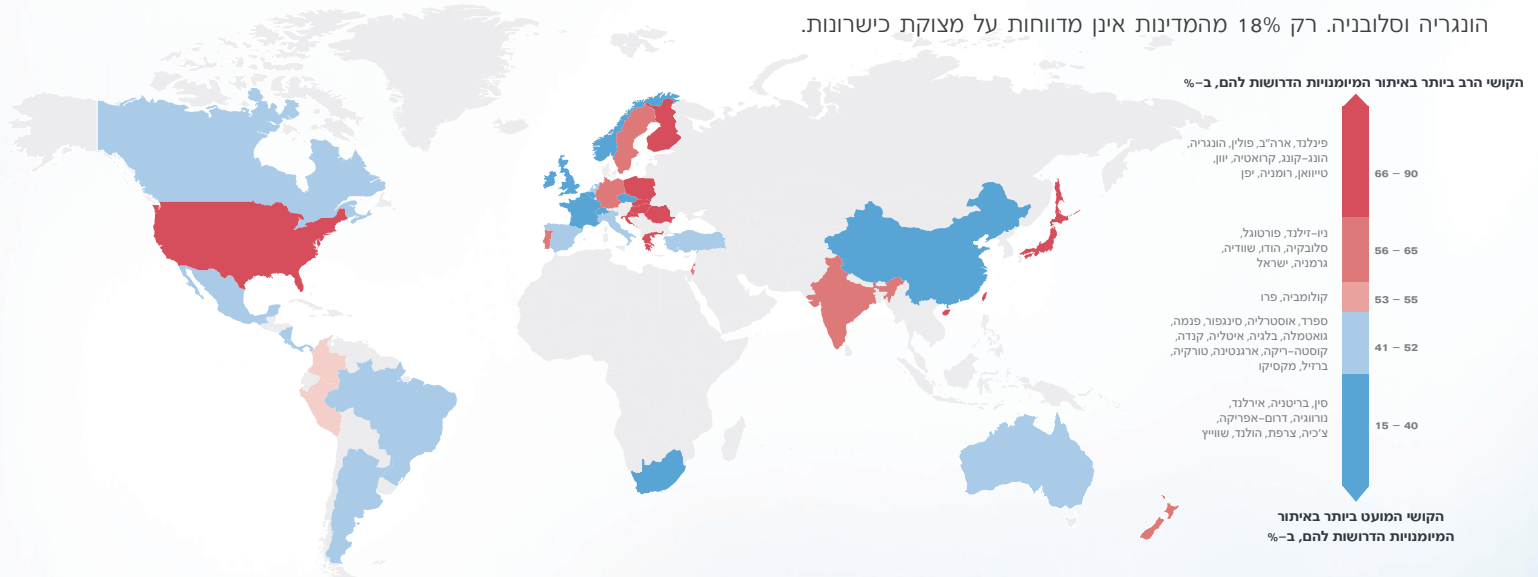 הונגריה וסלובניה. רק 18% מהמדינות אינן מדווחות על מצוקת כישרונות.
הקושי הרב ביותר באיתור המיומנויות הדרושות להם, ב-%
פינלנד, ארה"ב, פולין, הונגריה,
הונג-קונג, קרואטיה, יוון,
טייוואן, רומניה, יפן
66 – 90
ניו-זילנד, פורטוגל,
סלובקיה, הודו, שוודיה,
גרמניה, ישראל
56 – 65
קולומביה, פרו
53 – 55
ספרד, אוסטרליה, סינגפור, פנמה,
גואטמלה, בלגיה, איטליה, קנדה,
קוסטה-ריקה, ארגנטינה, טורקיה,
ברזיל, מקסיקו
41 – 52
סין, בריטניה, אירלנד,
נורווגיה, דרום-אפריקה,
צ'כיה, צרפת, הולנד, שווייץ
15 – 40
הקושי המועט ביותר באיתור
המיומנויות הדרושות להם, ב-%